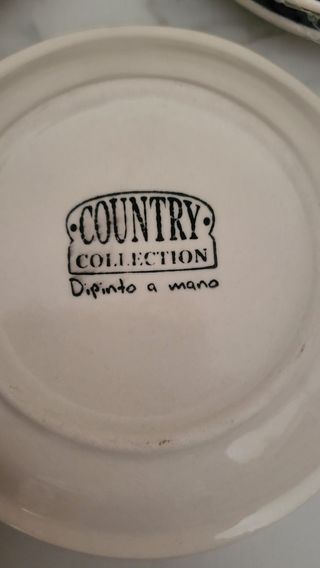 ·COUNTRY·
COLLECTION
Dipinto a mano